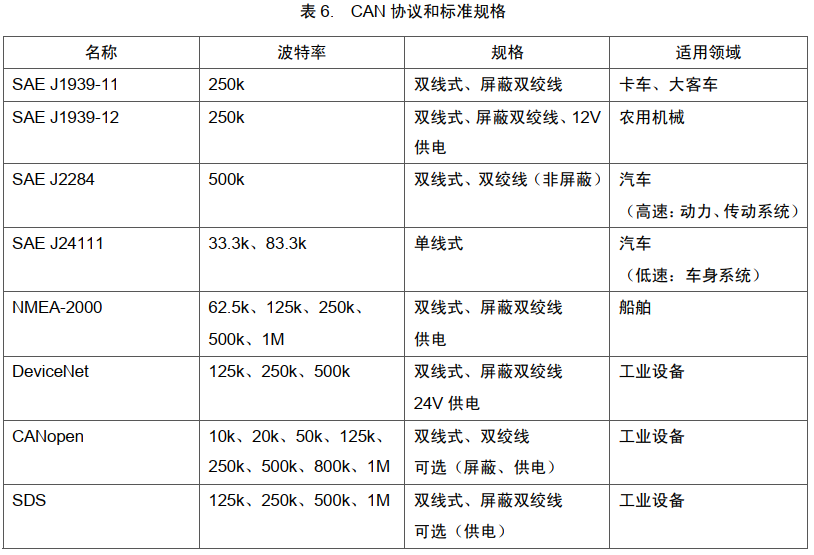 表 6. CAN 协议和标准规格
名称 波特率 规格 适用领域
SAE J1939-11 250k 双线式、屏蔽双绞线 卡车、大客车
SAE J1939-12 250k 双线式、屏蔽双绞线、12V 农用机械
供电
SAE J2284 500k 双线式、双绞线（非屏蔽） 汽车
（高速：动力、传动系统）
SAE J24111 33.3k、83.3k 单线式 汽车
（低速：车身系统）
NMEA-2000 62.5k、125k、250k、 双线式、屏蔽双绞线 船舶
500k、1M 供电
DeviceNet 125k、250k、500k 双线式、屏蔽双绞线 工业设备
24V 供电
CANopen 10k、20k、50k、125k、 双线式、双绞线 工业设备
250k、500k、800k、1M 可选（屏蔽、供电）
SDS 125k、250k、500k、1M 双线式、屏蔽双绞线 工业设备
可选（供电）